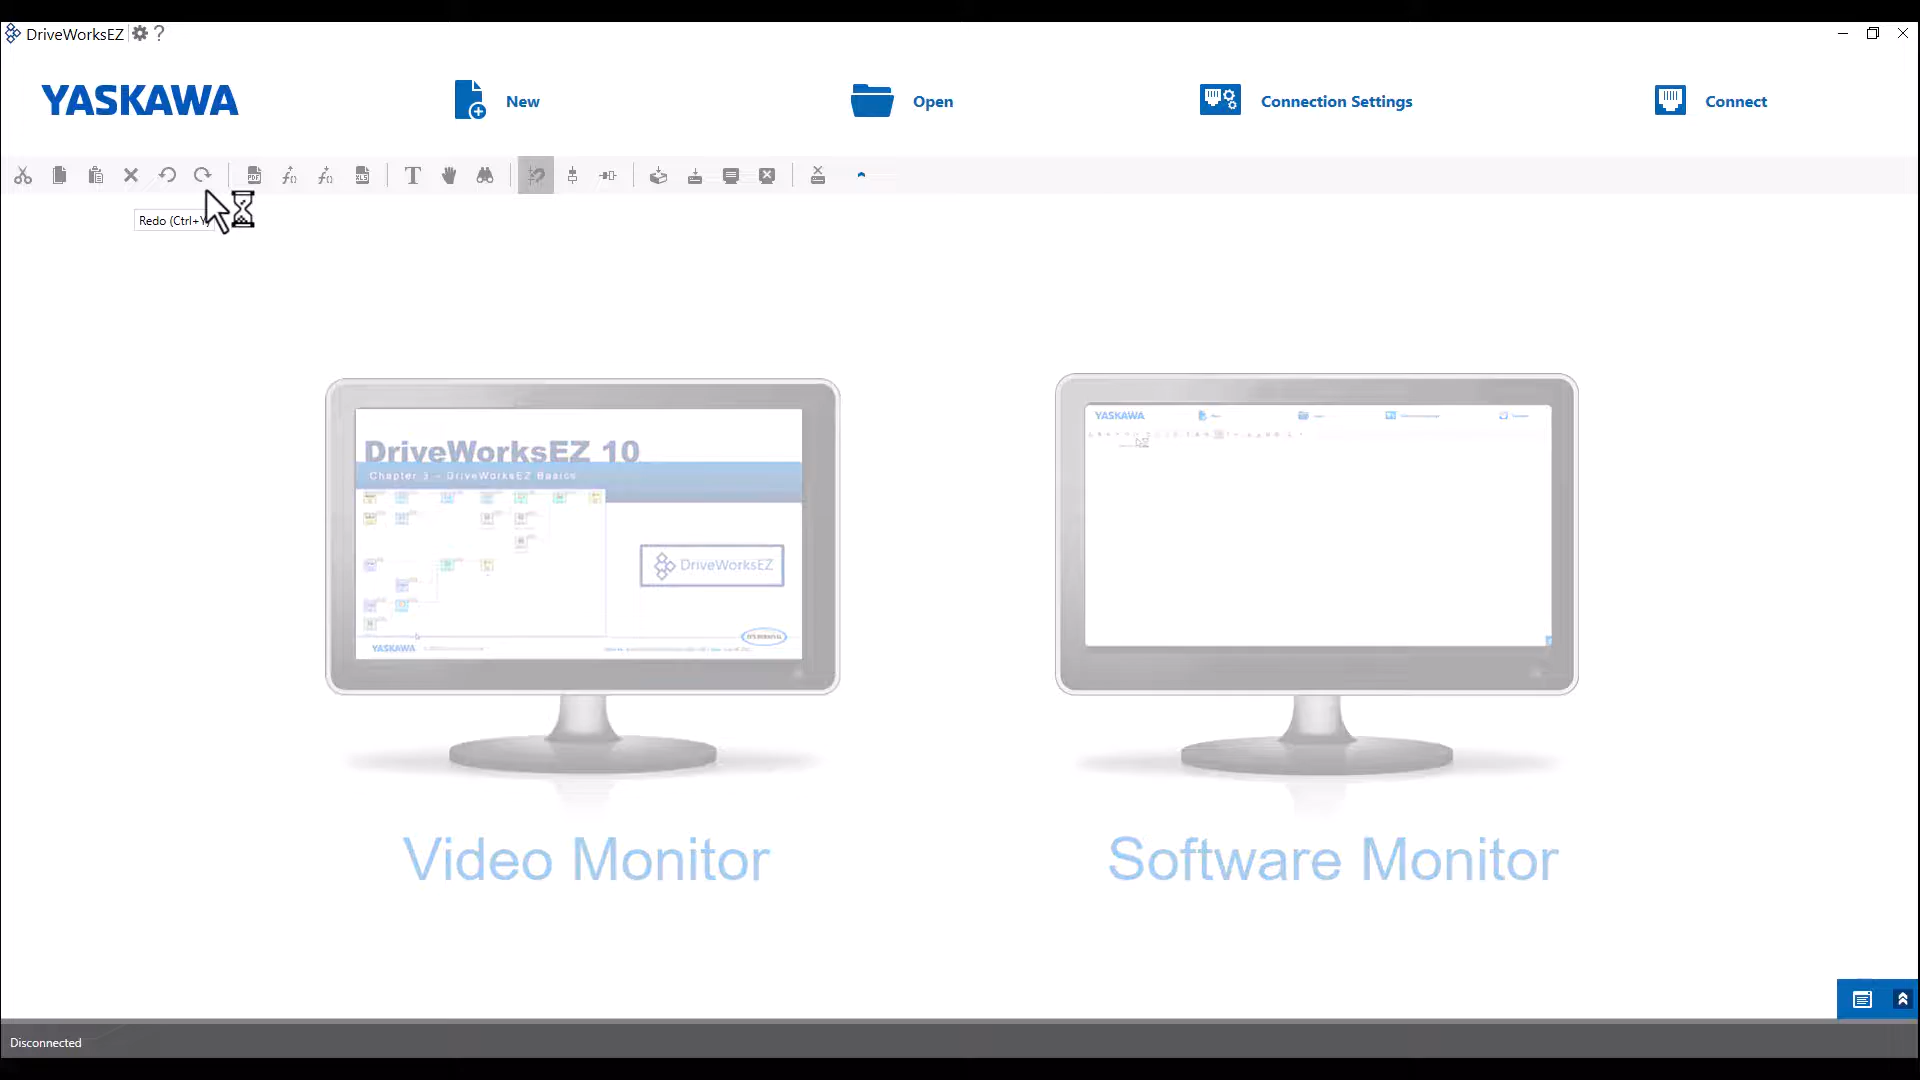 DriveWorksEZ ?
YASKAWA
New
Open
Connection Settings
Connect
Redo (Ctrl+Y)
DriveWorksEZ 10
Chapter 3 – DriveWorksEZ Basics
DriveWorksEZ
YASKAWA
YASKAWA
Video Monitor
Software Monitor
Disconnected